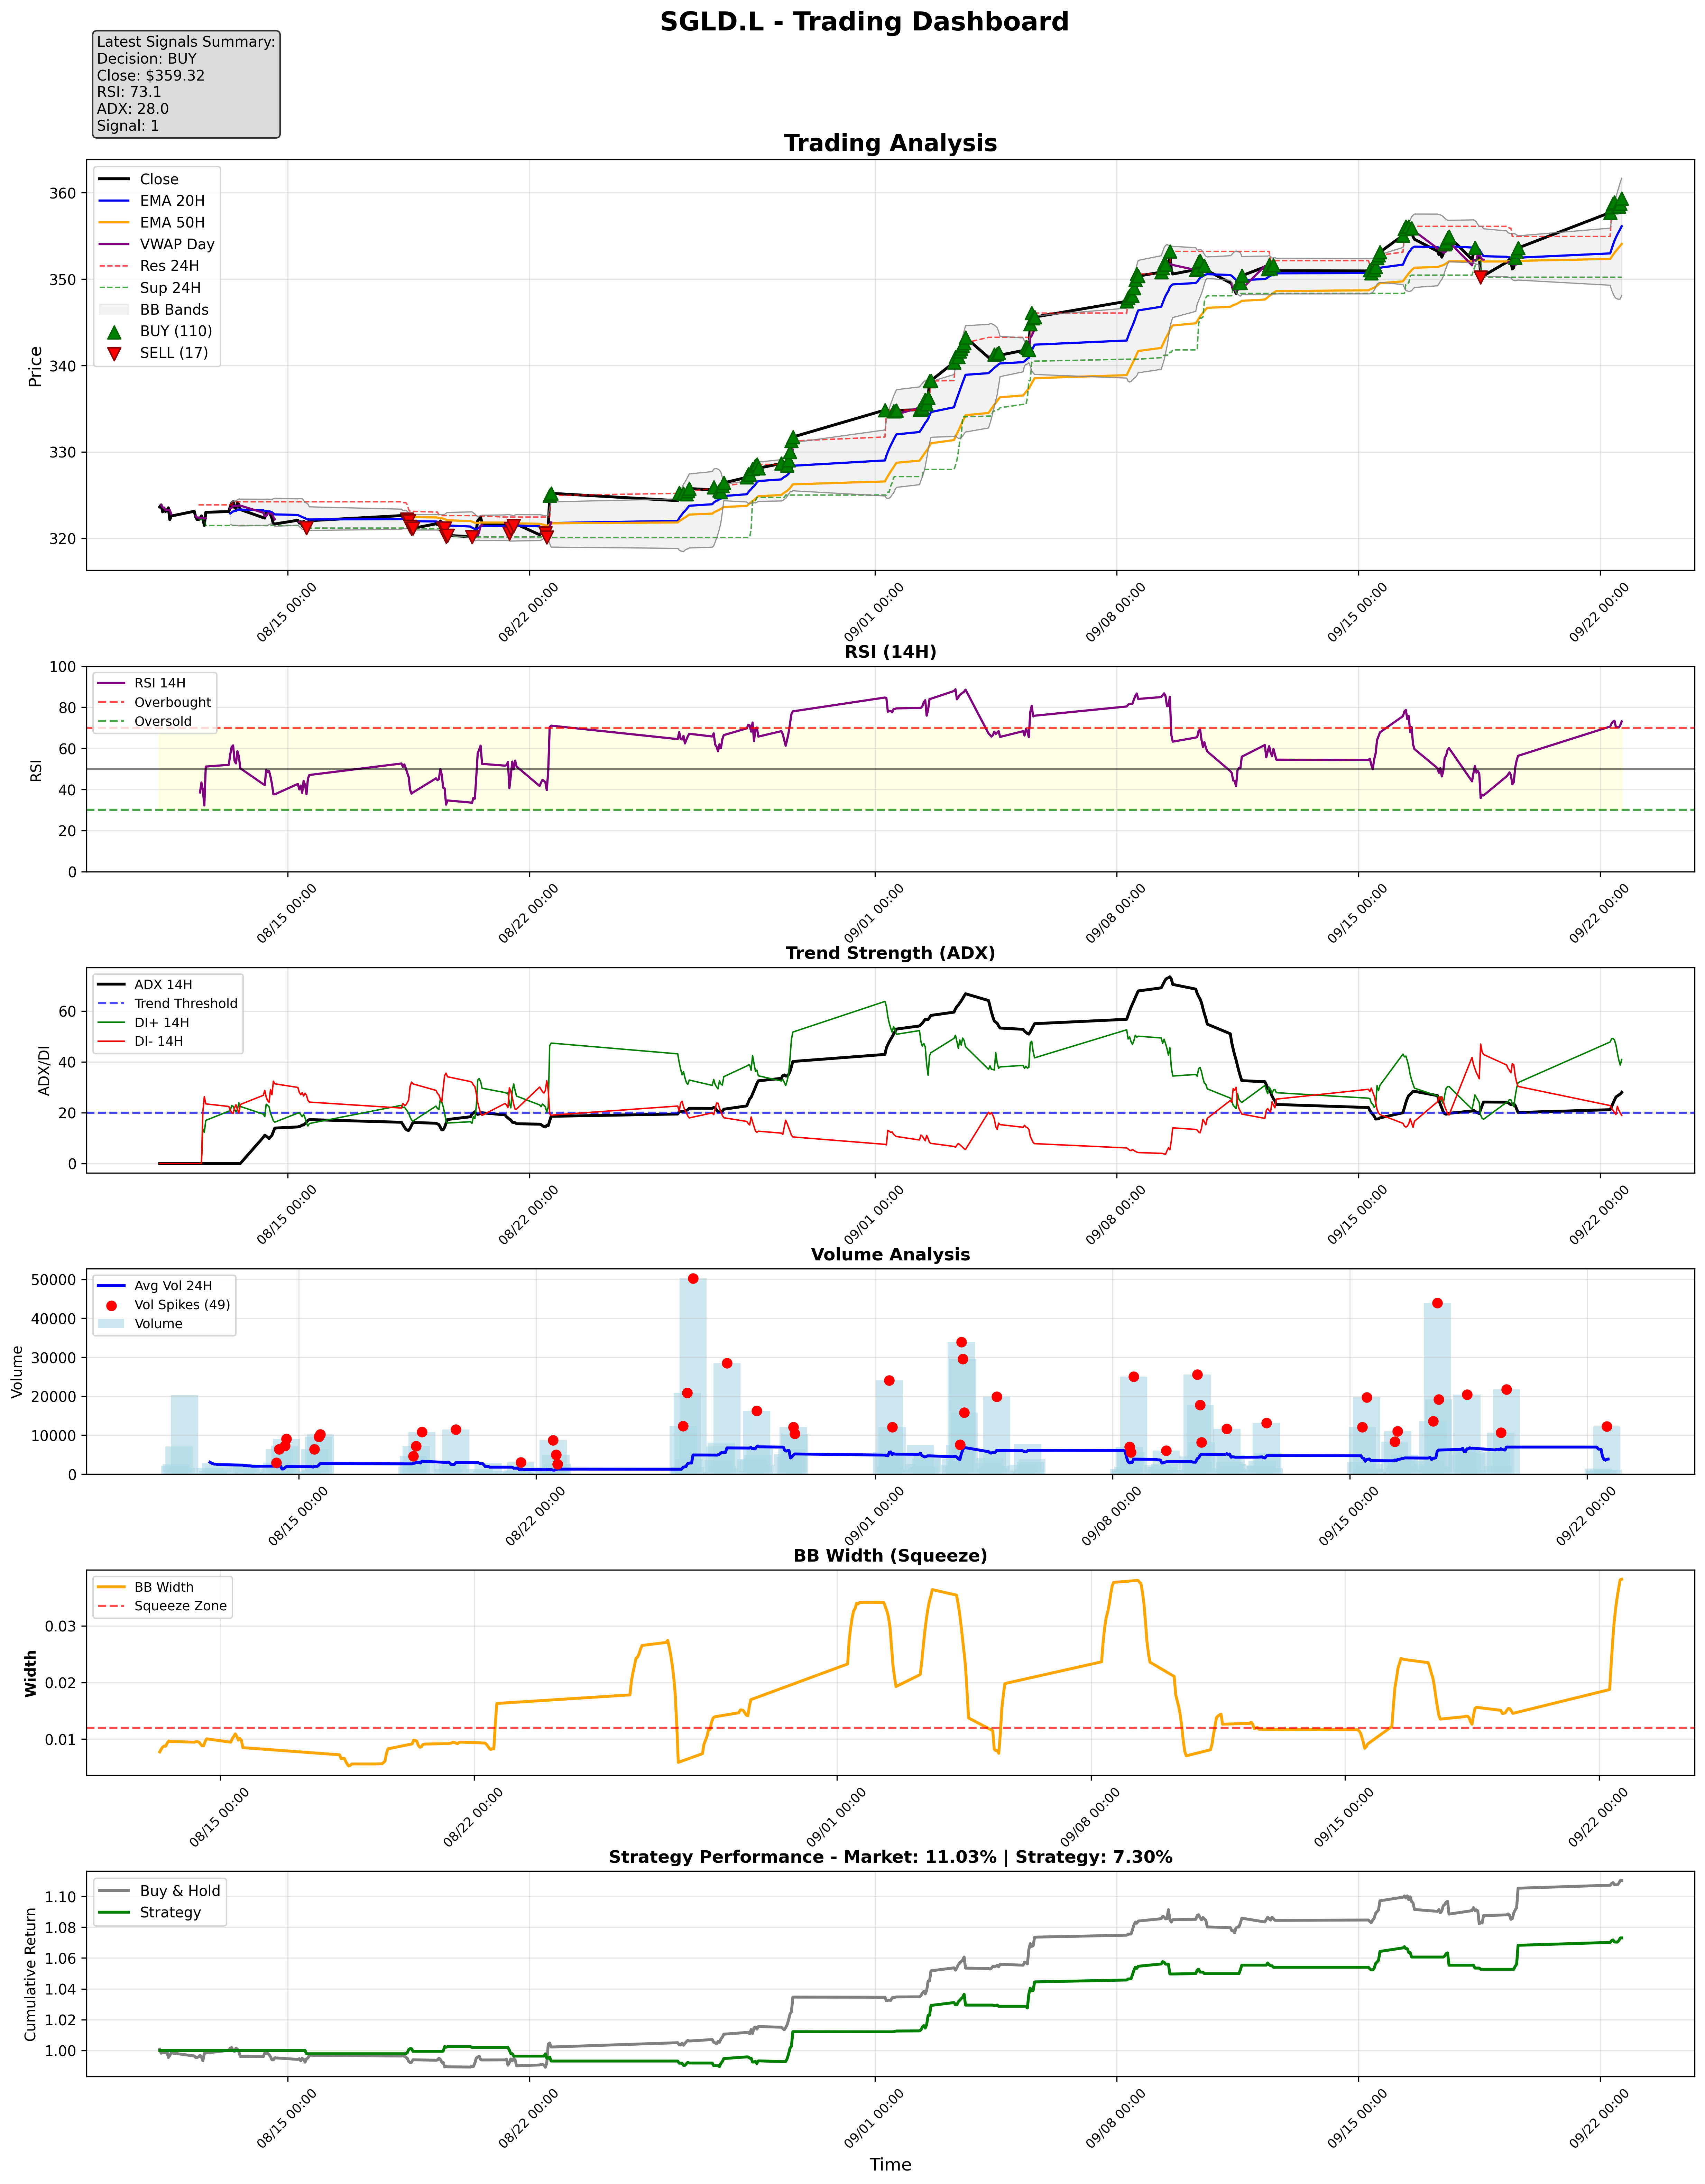 SGLD.L - Trading Dashboard
Latest Signals Summary:
Decision: BUY
Close: $359.32
RSI: 73.1
ADX: 28.0
Signal: 1
Trading Analysis
Close
EMA 20H
EMA 50H
VWAP Day
Res 24H
Sup 24H
BB Bands
BUY (110)
SELL (17)
Price
360
350
340
330
320
08/15 00:00
08/22 00:00
09/01 00:00
09/08 00:00
09/15 00:00
09/22 00:00
RSI (14H)
RSI 14H
Overbought
Oversold
RSI
100
80
60
40
20
0
08/15 00:00
08/22 00:00
09/01 00:00
09/08 00:00
09/15 00:00
09/22 00:00
Trend Strength (ADX)
ADX 14H
Trend Threshold
DI+ 14H
DI- 14H
ADX/DI
60
40
20
0
08/15 00:00
08/22 00:00
09/01 00:00
09/08 00:00
09/15 00:00
09/22 00:00
Volume Analysis
Avg Vol 24H
Vol Spikes (49)
Volume
Volume
50000
40000
30000
20000
10000
0
08/15 00:00
08/22 00:00
09/01 00:00
09/08 00:00
09/15 00:00
09/22 00:00
BB Width (Squeeze)
BB Width
Squeeze Zone
Width
0.03
0.02
0.01
08/15 00:00
08/22 00:00
09/01 00:00
09/08 00:00
09/15 00:00
09/22 00:00
Strategy Performance - Market: 11.03% | Strategy: 7.30%
Buy & Hold
Strategy
Cumulative Return
1.10
1.08
1.06
1.04
1.02
1.00
08/15 00:00
08/22 00:00
09/01 00:00
09/08 00:00
09/15 00:00
09/22 00:00
Time